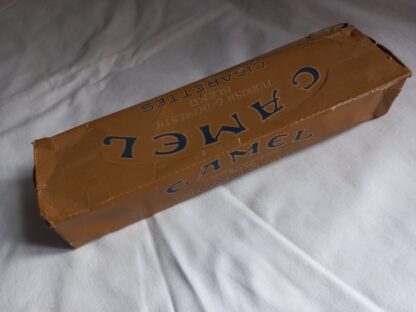 CAMEL
TURKISH & DOMESTIC
BLEND
CIGARETTES
CAMEL